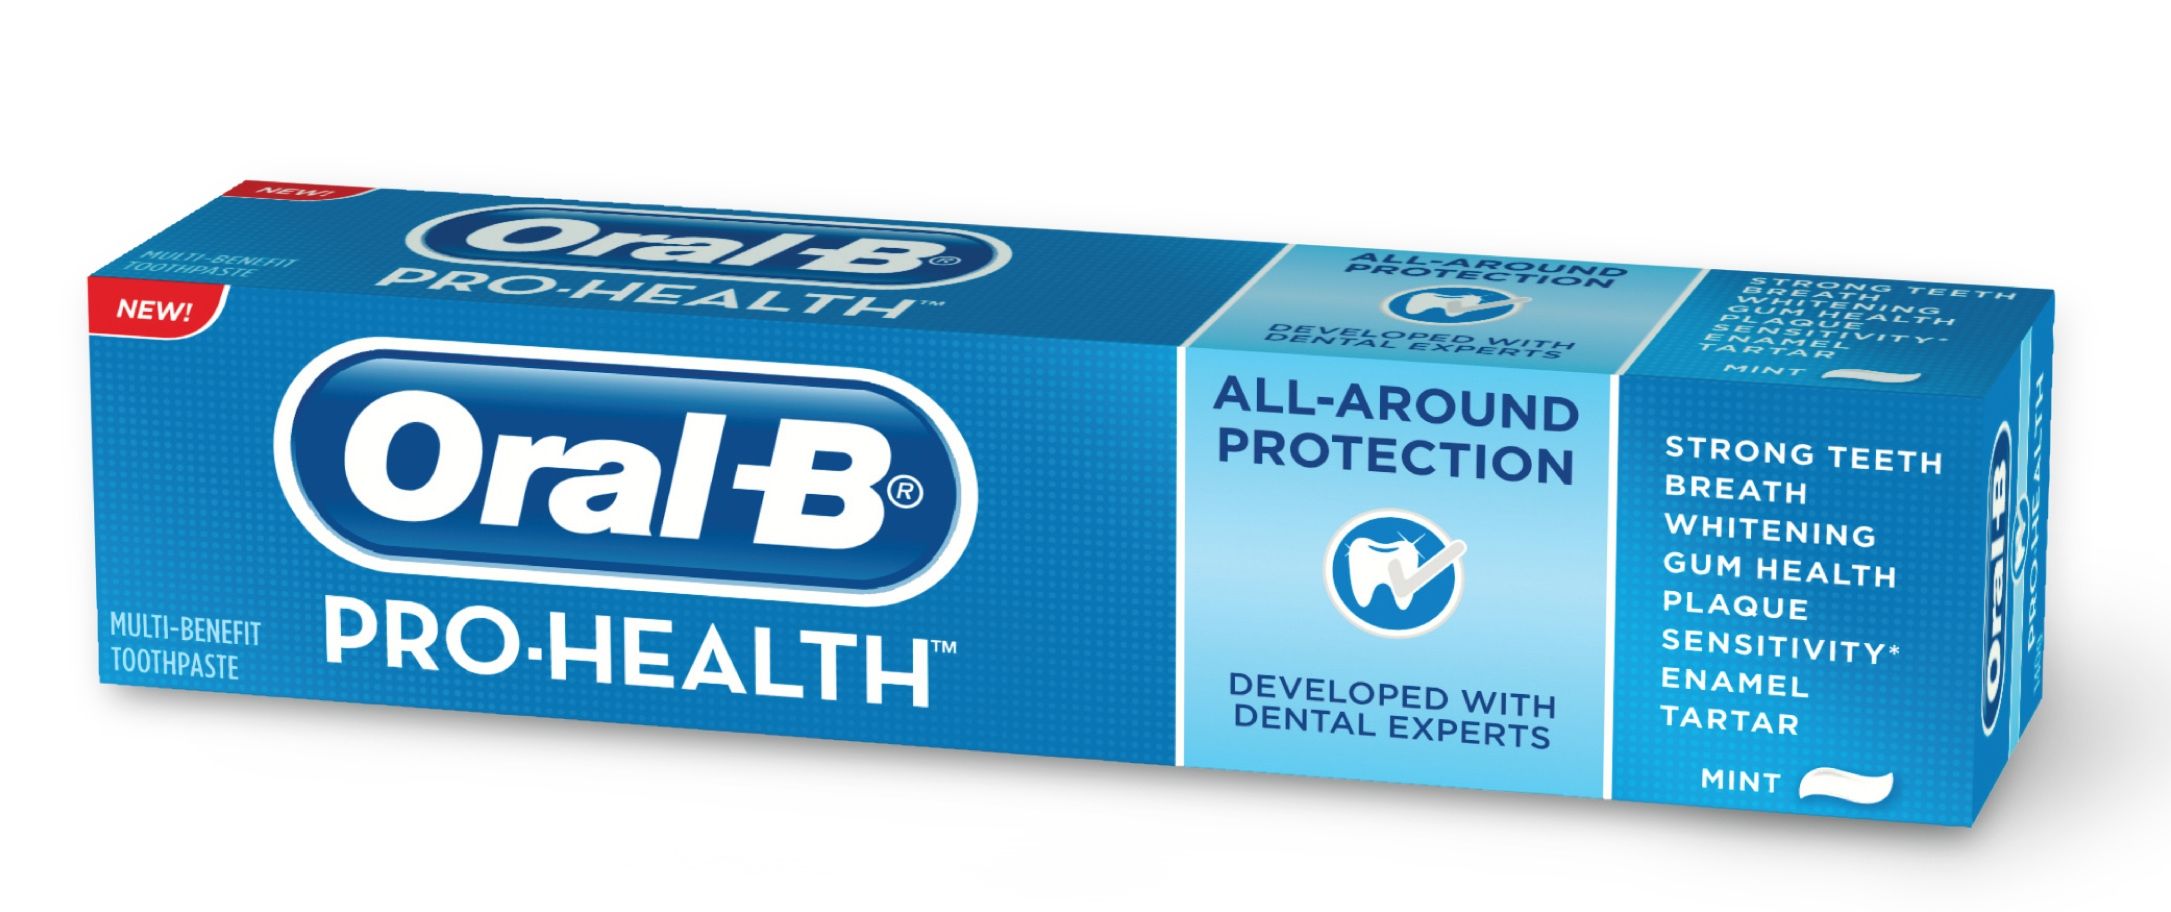 NEW!
MULTI-BENEFIT
TOOTHPASTE
Oral-B®
PRO-HEALTH™
ALL-AROUND
PROTECTION
DEVELOPED WITH
DENTAL EXPERTS
STRONG TEETH
BREATH
WHITENING
GUM HEALTH
PLAQUE
SENSITIVITY*
ENAMEL
TARTAR
MINT
NEW!
Oral-B®
PRO-HEALTH™
MULTI-BENEFIT
TOOTHPASTE
ALL-AROUND
PROTECTION
DEVELOPED WITH
DENTAL EXPERTS
STRONG TEETH
BREATH
WHITENING
GUM HEALTH
PLAQUE
SENSITIVITY*
ENAMEL
TARTAR
MINT
Oral-B
PRO-HEALTH